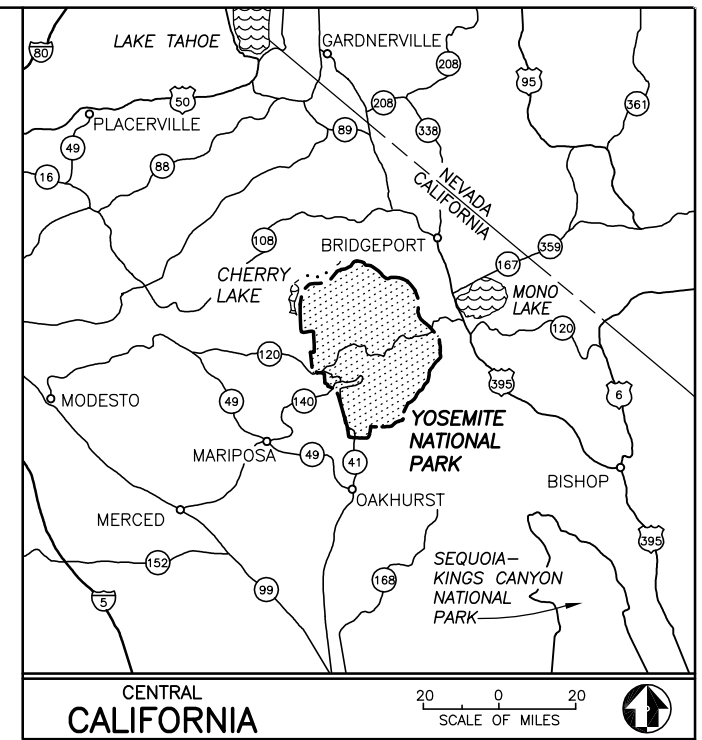 LAKE TAHOE
GARDNERVILLE
80
208
95
50
208
361
PLACERVILLE
338
89
49
88
16
NEVADA
CALIFORNIA
108
BRIDGEPORT
359
167
CHERRY
LAKE
MONO
LAKE
120
120
395
6
MODESTO
49
140
YOSEMITE
NATIONAL
PARK
MARIPOSA
49
41
BISHOP
OAKHURST
MERCED
395
152
SEQUOIA-
KINGS CANYON
NATIONAL
PARK
168
99
5
CENTRAL
CALIFORNIA
20 0 20
SCALE OF MILES